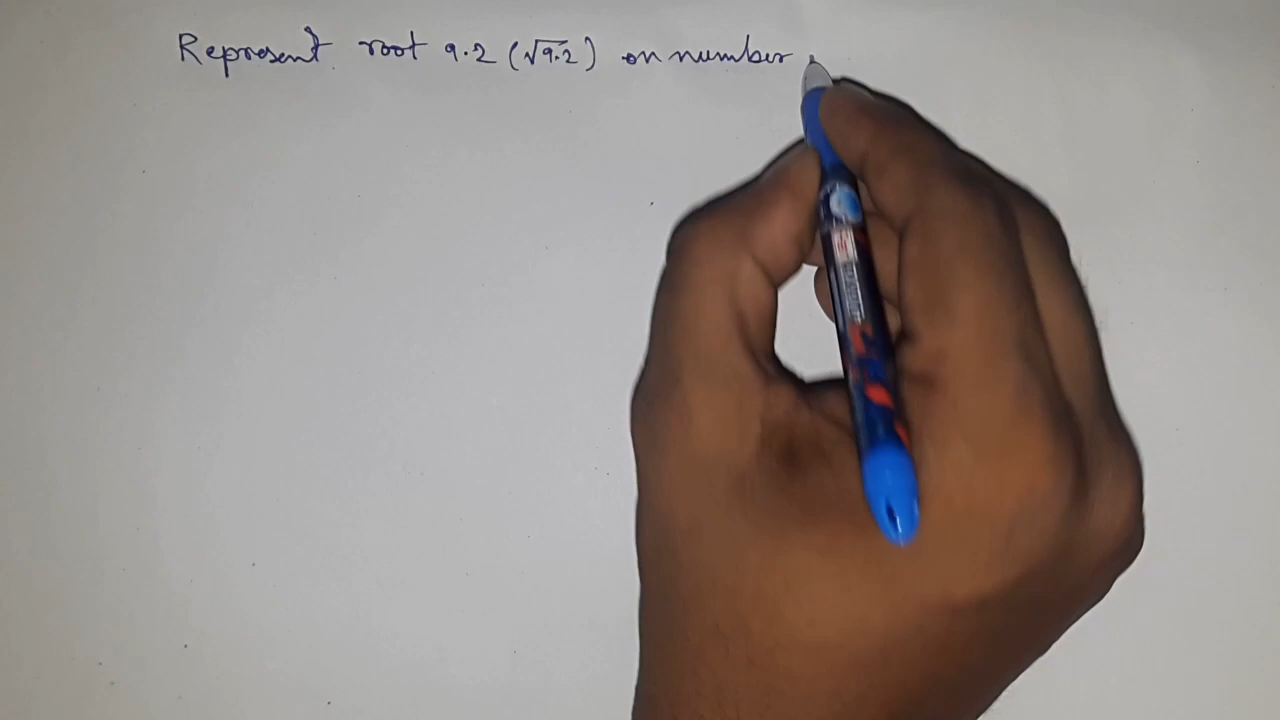 Represent root 9.2 (√9.2) on number